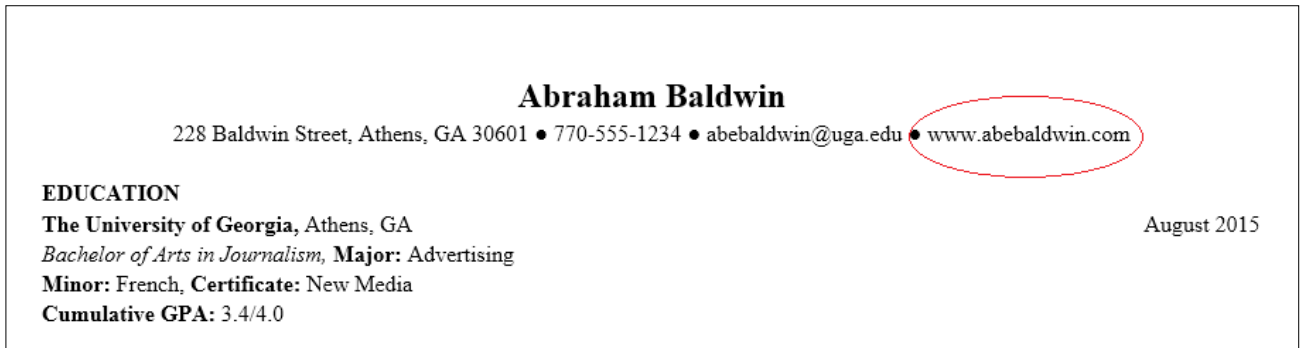 Abraham Baldwin
228 Baldwin Street, Athens, GA 30601 ● 770-555-1234 ● abebaldwin@uga.edu ● www.abebaldwin.com
EDUCATION
The University of Georgia, Athens, GA August 2015
Bachelor of Arts in Journalism, Major: Advertising
Minor: French, Certificate: New Media
Cumulative GPA: 3.4/4.0